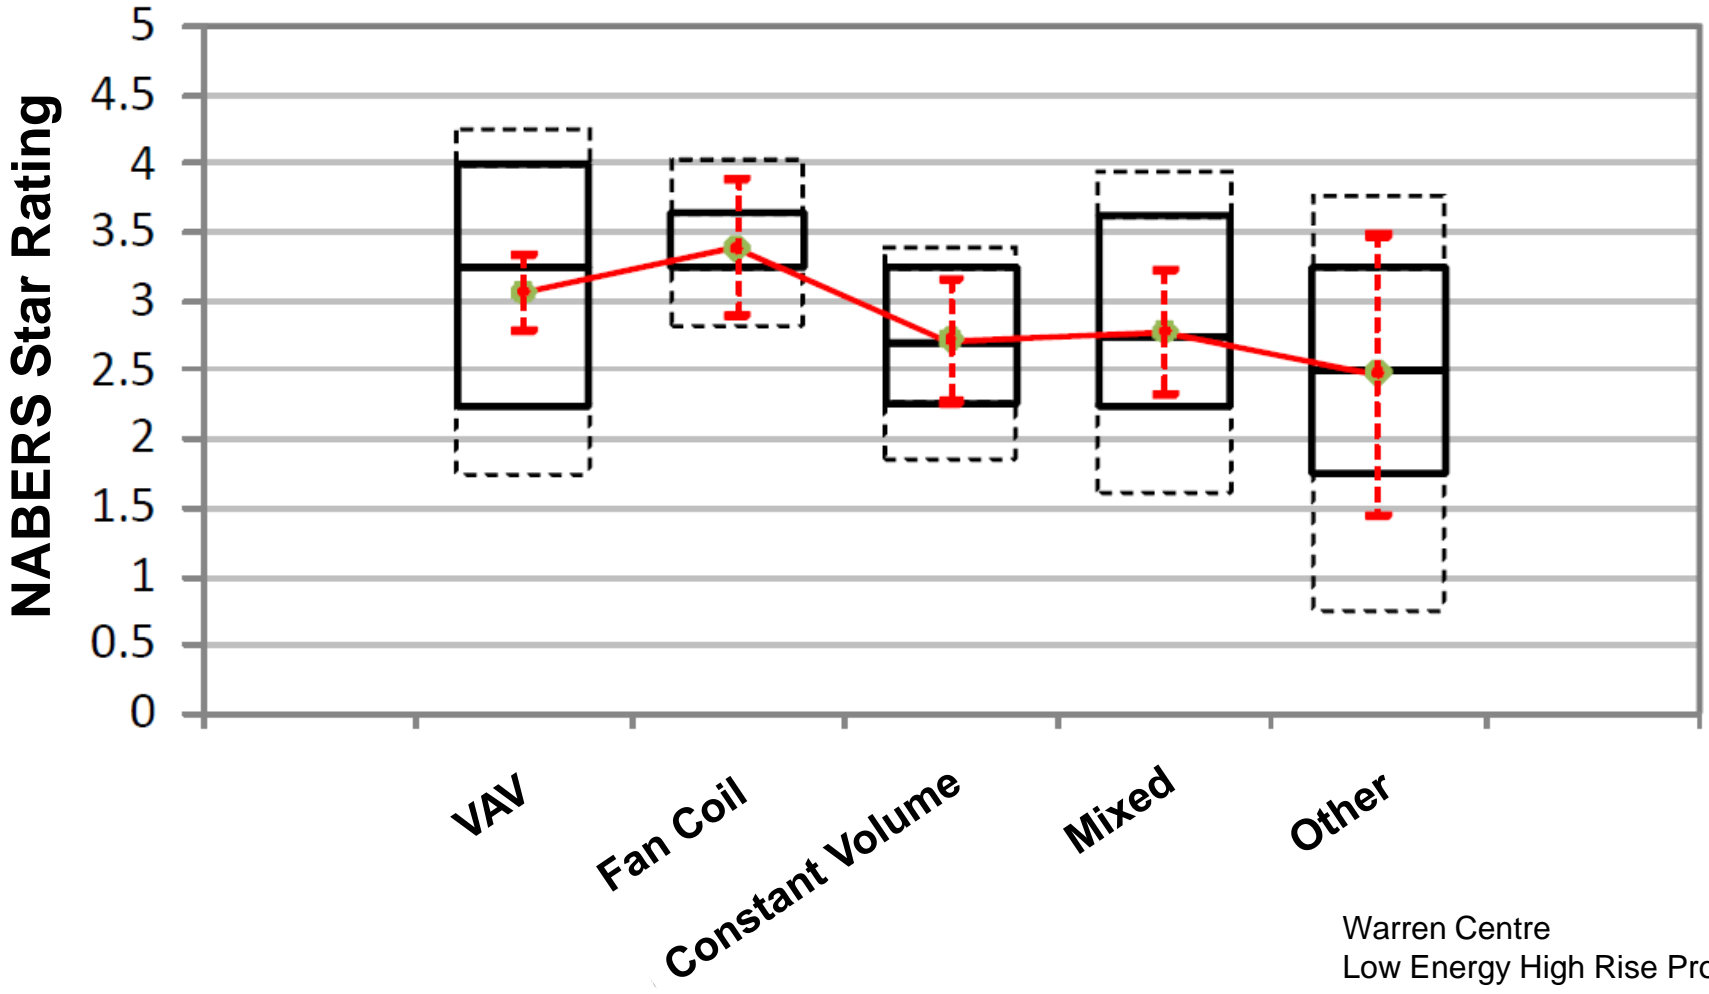 NABERS Star Rating
5
4.5
4
3.5
3
2.5
2
1.5
1
0.5
0
VAV
Fan Coil
Constant Volume
Mixed
Other
Warren Centre
Low Energy High Rise Pro